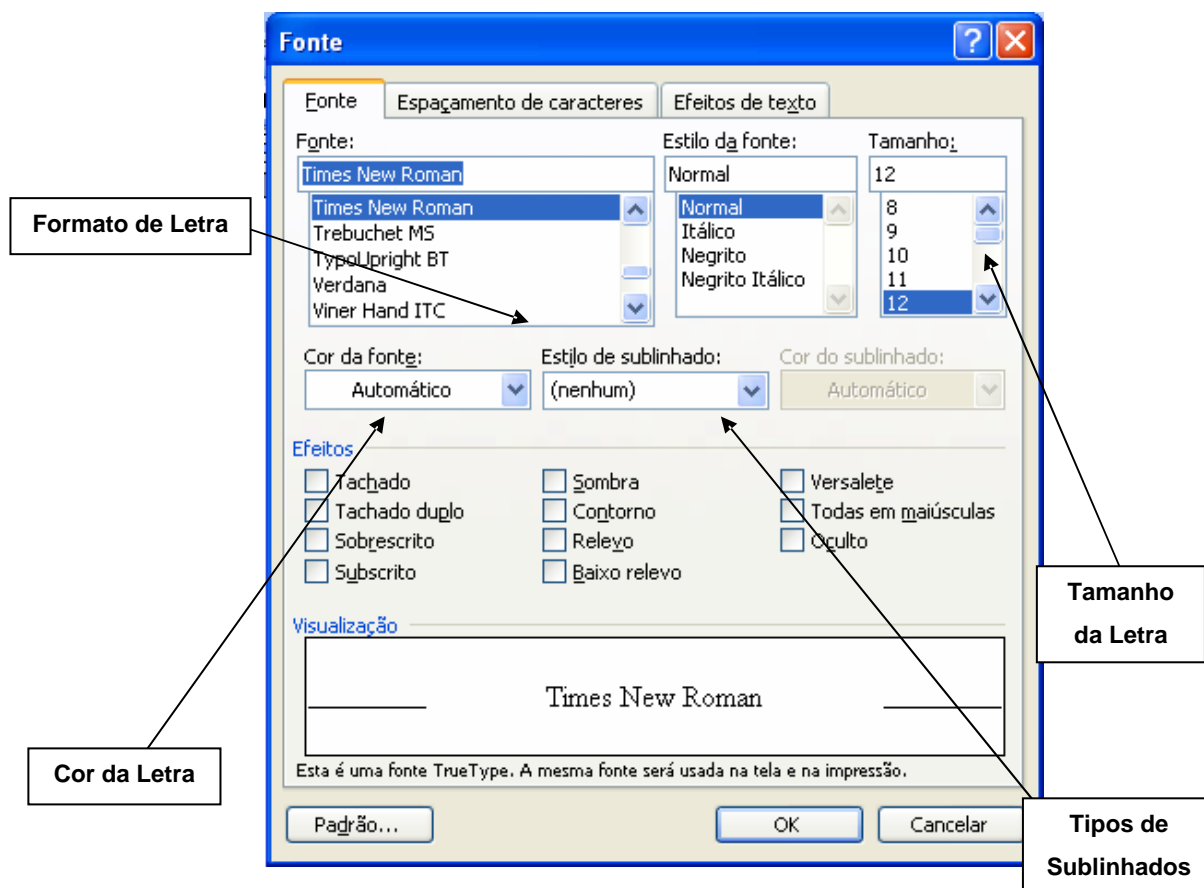 Fonte
Fonte Espaçamento de caracteres Efeitos de texto
Fonte: Estilo da fonte: Tamanho:
Times New Roman Normal 12
Times New Roman Normal 8
Trebuchet MS Itálico 9
TypoUpright BT Negrito 10
Verdana Negrito Itálico 11
Viner Hand ITC 12
Formato de Letra
Cor da fonte: Estilo de sublinhado: Cor do sublinhado:
Automático (nenhum) Automático
Efeitos
Tachado Sombra Versalete
Tachado duplo Contorno Todas em maiúsculas
Sobrescrito Relevo Oculto
Subscrito Baixo relevo
Tamanho
da Letra
Visualização
Times New Roman
Cor da Letra
Esta é uma fonte TrueType. A mesma fonte será usada na tela e na impressão.
Padrão... OK Cancelar
Tipos de
Sublinhados